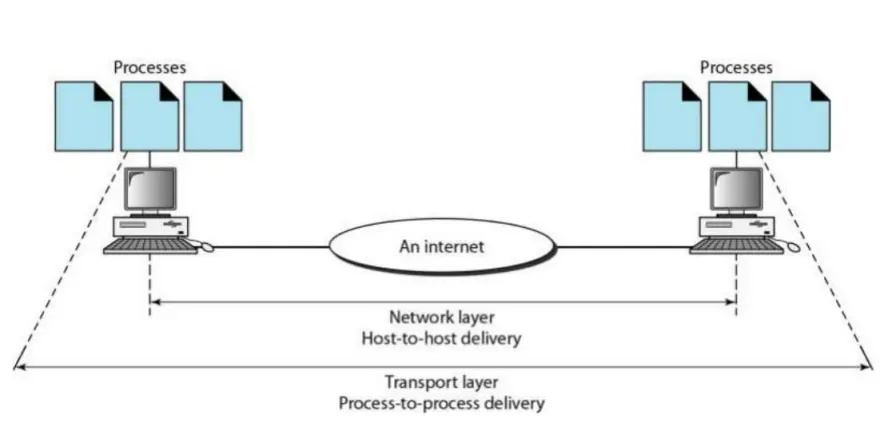 Processes
Processes
An internet
Network layer
Host-to-host delivery
Transport layer
Process-to-process delivery